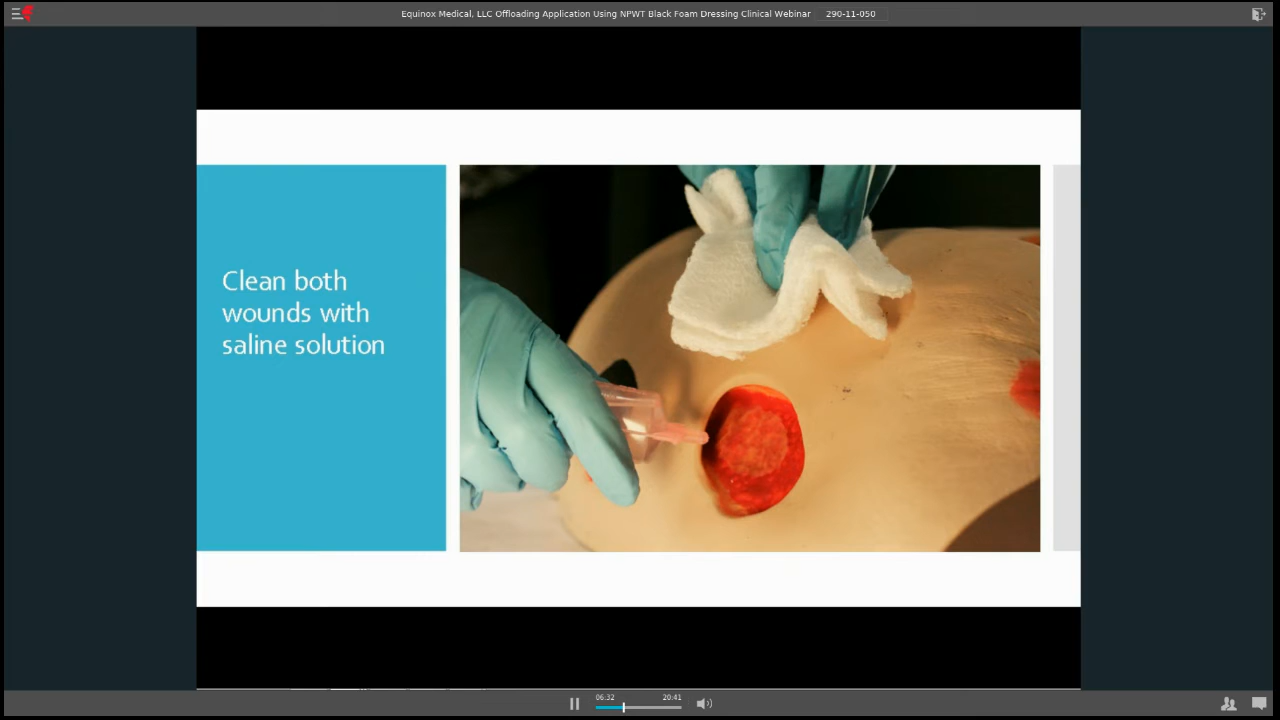 Equinox Medical, LLC Offloading Application Using NPWT Black Foam Dressing Clinical Webinar 290-11-050
Clean both
wounds with
saline solution
06:32 20:41